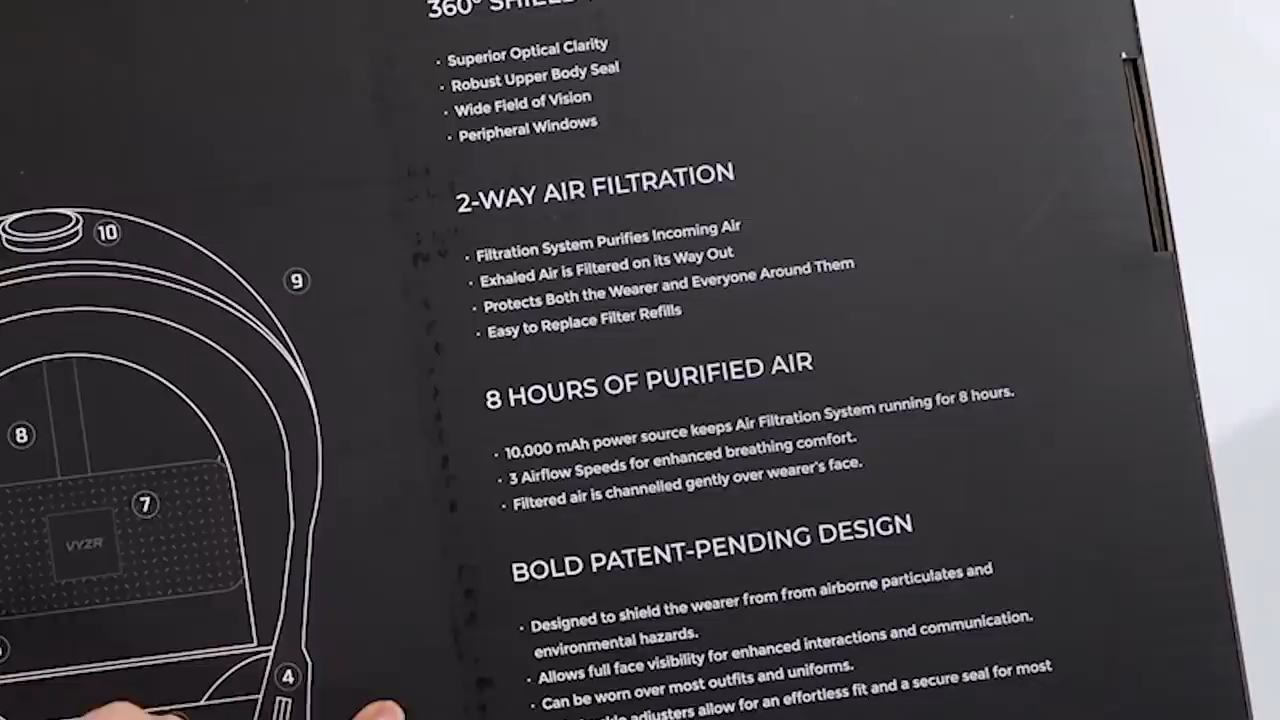 360° SHIELD
· Superior Optical Clarity
· Robust Upper Body Seal
· Wide Field of Vision
· Peripheral Windows
2-WAY AIR FILTRATION
· Filtration System Purifies Incoming Air
· Exhaled Air is Filtered on its Way Out
· Protects Both the Wearer and Everyone Around Them
· Easy to Replace Filter Refills
8 HOURS OF PURIFIED AIR
· 10,000 mAh power source keeps Air Filtration System running for 8 hours.
· 3 Airflow Speeds for enhanced breathing comfort.
· Filtered air is channelled gently over wearer's face.
BOLD PATENT-PENDING DESIGN
· Designed to shield the wearer from from airborne particulates and
environmental hazards.
· Allows full face visibility for enhanced interactions and communication.
· Can be worn over most outfits and uniforms.
adjusters allow for an effortless fit and a secure seal for most
10
9
8
7
VYZR
4